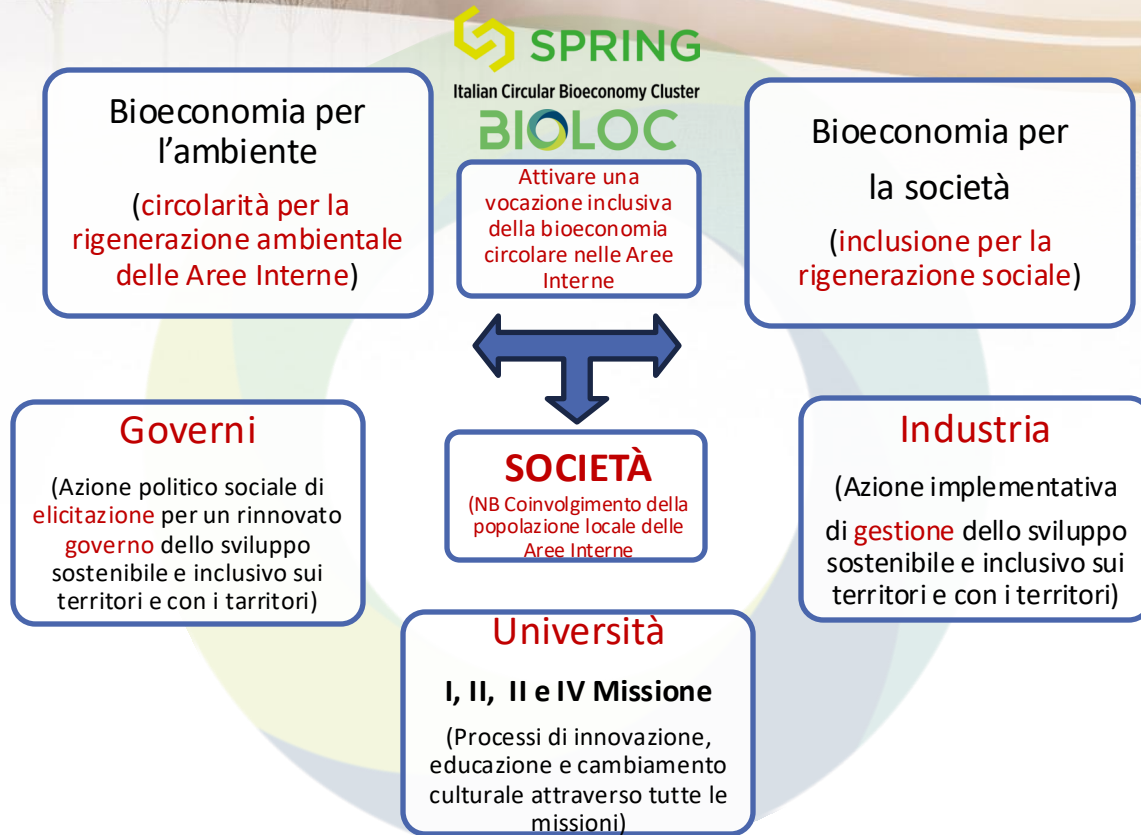 SPRING
Italian Circular Bioeconomy Cluster
BIOLOC
Bioeconomia per
l’ambiente
(circolarità per la
rigenerazione ambientale
delle Aree Interne)
Attivare una
vocazione inclusiva
della bioeconomia
circolare nelle Aree
Interne
Bioeconomia per
la società
(inclusione per la
rigenerazione sociale)
Governi
(Azione politico sociale di
elicitazione per un rinnovato
governo dello sviluppo
sostenibile e inclusivo sui
territori e con i tarritori)
SOCIETÀ
(NB Coinvolgimento della
popolazione locale delle
Aree Interne
Industria
(Azione implementativa
di gestione dello sviluppo
sostenibile e inclusivo sui
territori e con i territori)
Università
I, II, II e IV Missione
(Processi di innovazione,
educazione e cambiamento
culturale attraverso tutte le
missioni)